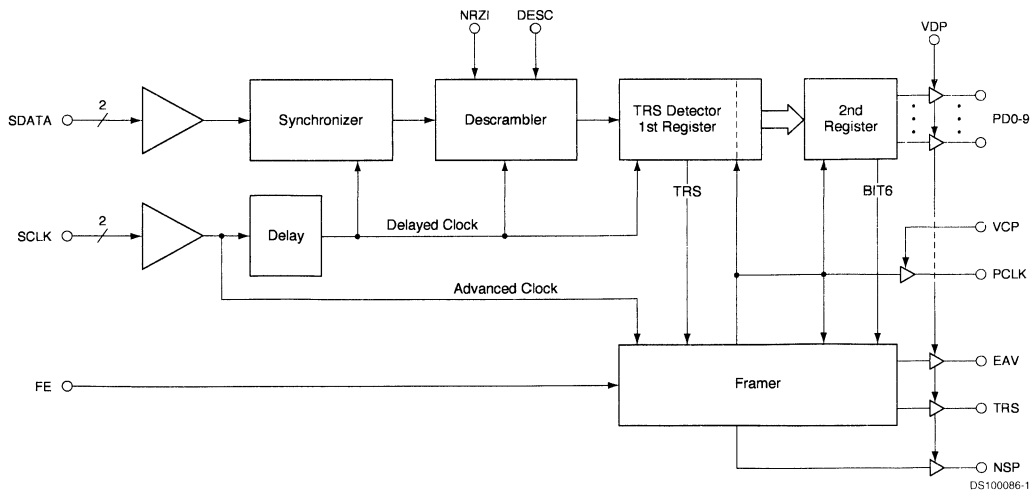 NRZI
DESC
VDP
SDATA
2
Synchronizer
Descrambler
TRS Detector
1st Register
2nd
Register
PD0-9
TRS
BIT6
SCLK
2
Delay
Delayed Clock
VCP
PCLK
Advanced Clock
FE
Framer
EAV
TRS
NSP
DS100086-1